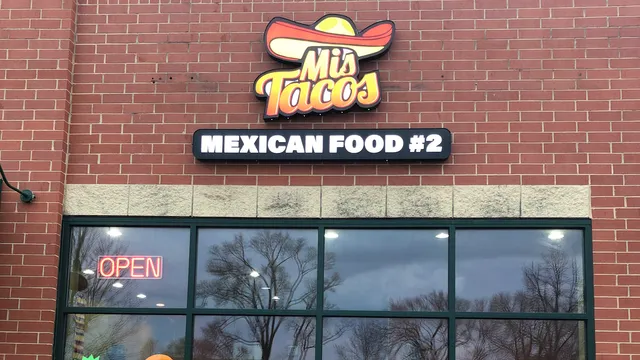 Mis
Tacos
MEXICAN FOOD #2
OPEN